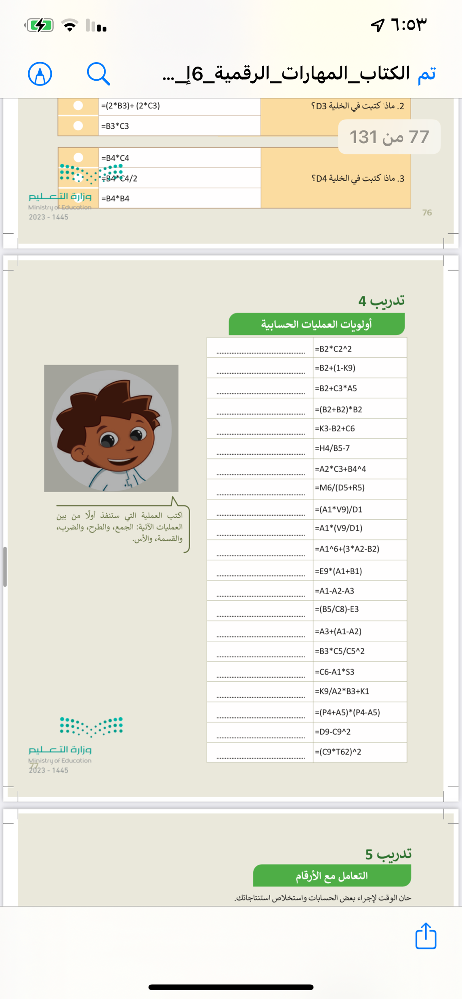 ٦:٥٣
تم الكتاب_المهارات_الرقمية_6إ_...
77 من 131
2. ماذا كتبت في الخلية D3؟
=(2*B3)+ (2*C3)
=B3*C3
3. ماذا كتبت في الخلية D4؟
=B4*C4
=B4*C4/2
=B4*B4
وزارة التعليم
Ministry of Education
2023 - 1445
76
تدريب 4
أولويات العمليات الحسابية
=B2*C2^2
=B2+(1-K9)
=B2+C3*A5
=(B2+B2)*B2
=K3-B2+C6
=H4/B5-7
=A2*C3+B4^4
=M6/(D5+R5)
=(A1*V9)/D1
=A1*(V9/D1)
=A1^6+(3*A2-B2)
=E9*(A1+B1)
=A1-A2-A3
=(B5/C8)-E3
=A3+(A1-A2)
=B3*C5/C5^2
=C6-A1*S3
=K9/A2*B3+K1
=(P4+A5)*(P4-A5)
=D9-C9^2
=(C9*T62)^2
اكتب العملية التي ستنفذ أولًا من بين
العمليات الآتية: الجمع، والطرح، والضرب،
والقسمة، والأس.
وزارة التعليم
Ministry of Education
77
2023 - 1445
تدريب 5
التعامل مع الأرقام
حان الوقت لإجراء بعض الحسابات واستخلاص استنتاجاتك.